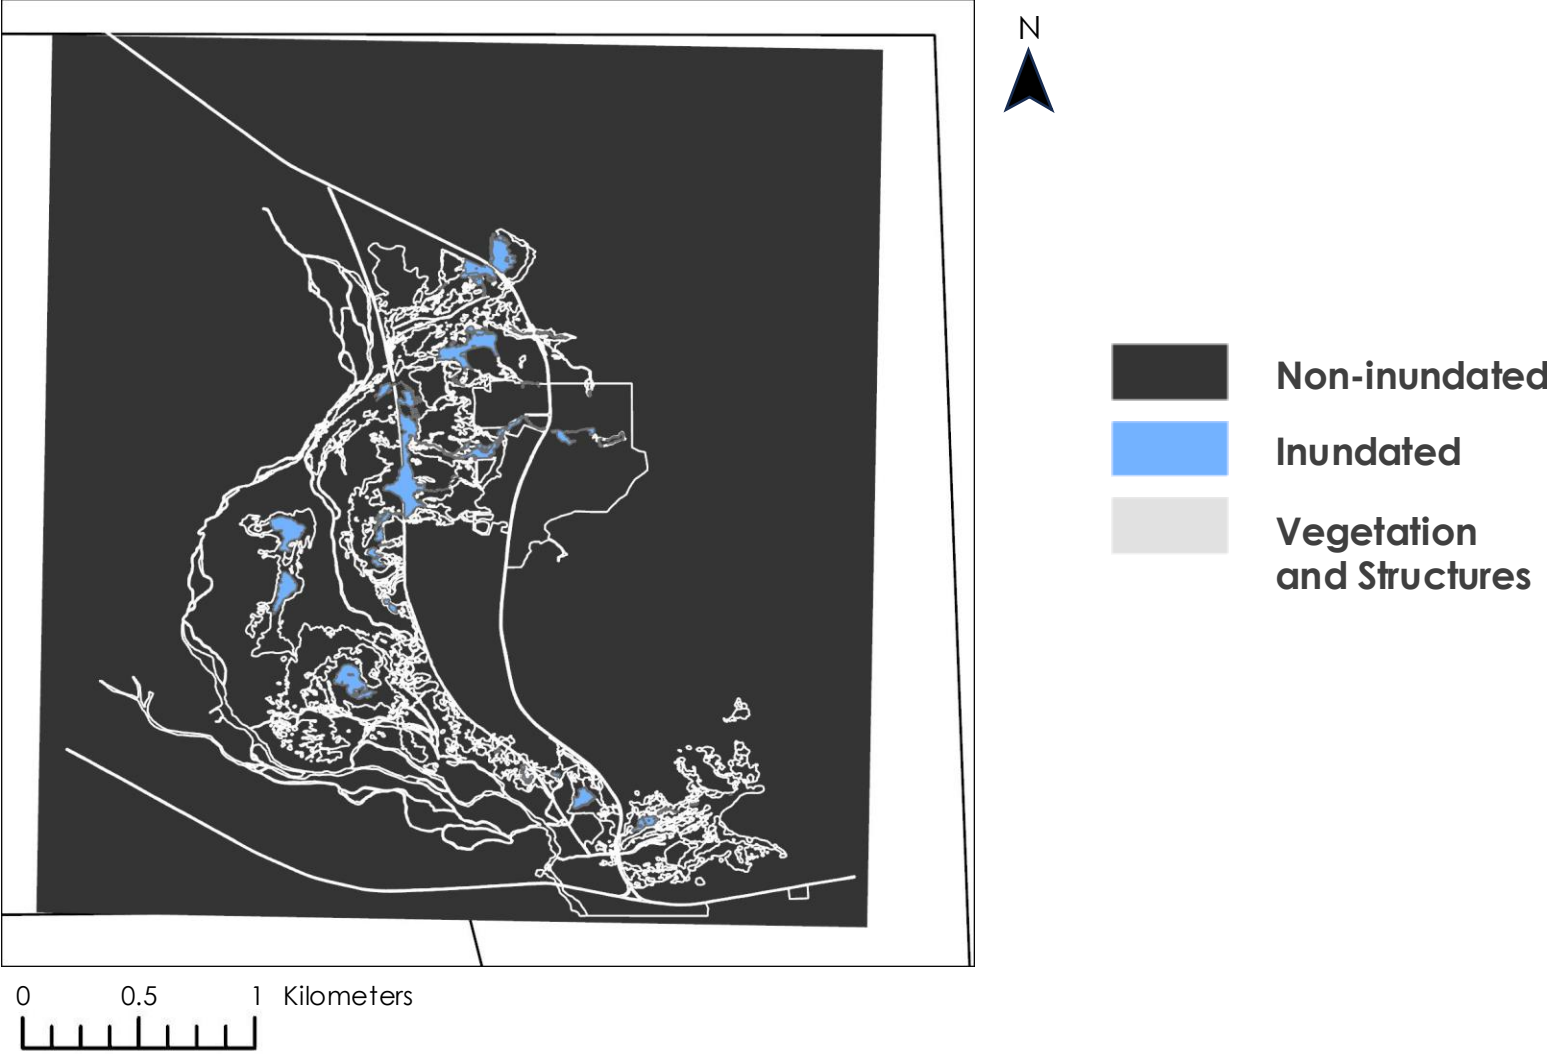 N
Non-inundated
Inundated
Vegetation
and Structures
0 0.5 1 Kilometers